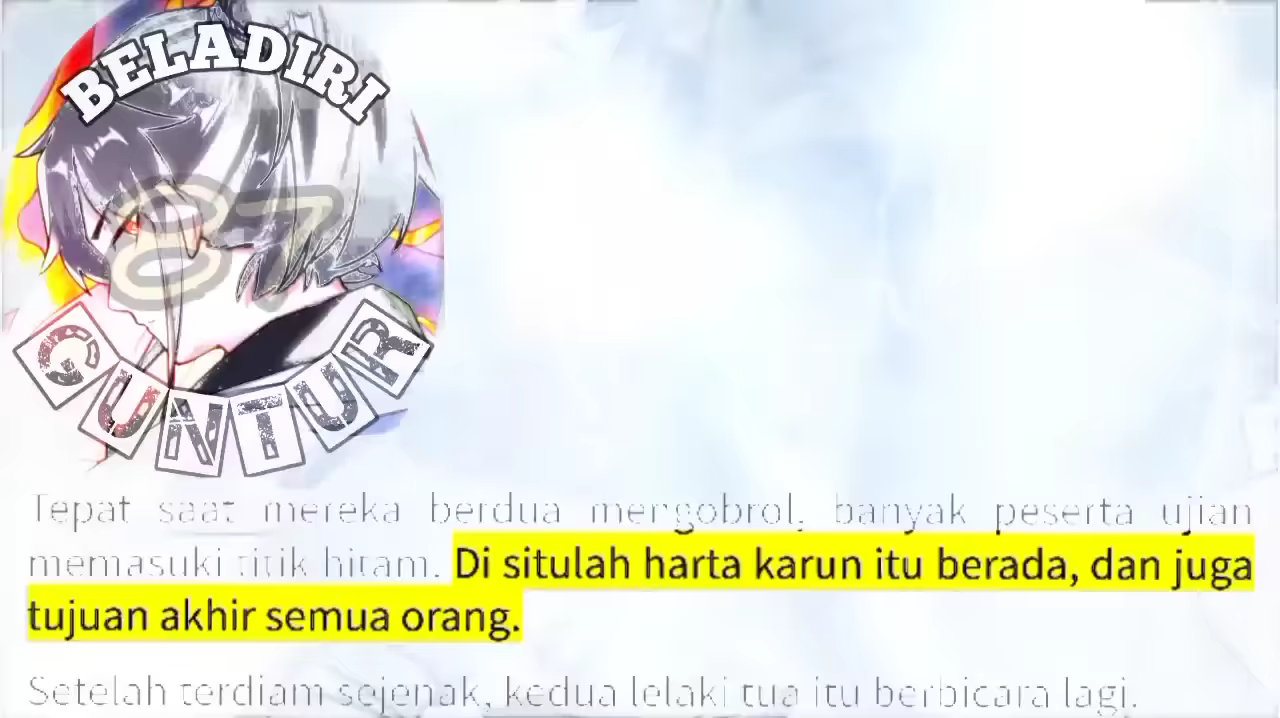 BELADIRI
87
GUNTUR
Tepat saat mereka berdua mengobrol, banyak peserta ujian
memasuki titik hitam. Di situlah harta karun itu berada, dan juga
tujuan akhir semua orang.
Setelah terdiam sejenak, kedua lelaki tua itu berbicara lagi.